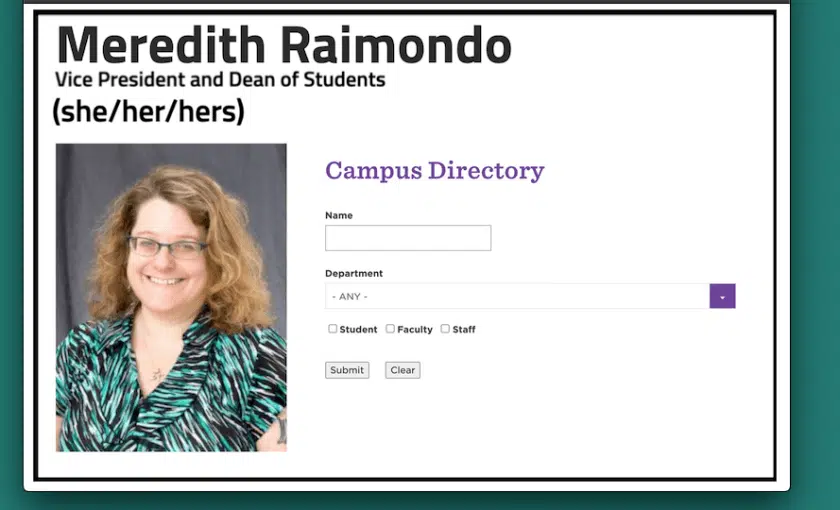 Meredith Raimondo
Vice President and Dean of Students
(she/her/hers)
Campus Directory
Name
Department
- ANY -
Student Faculty Staff
Submit Clear